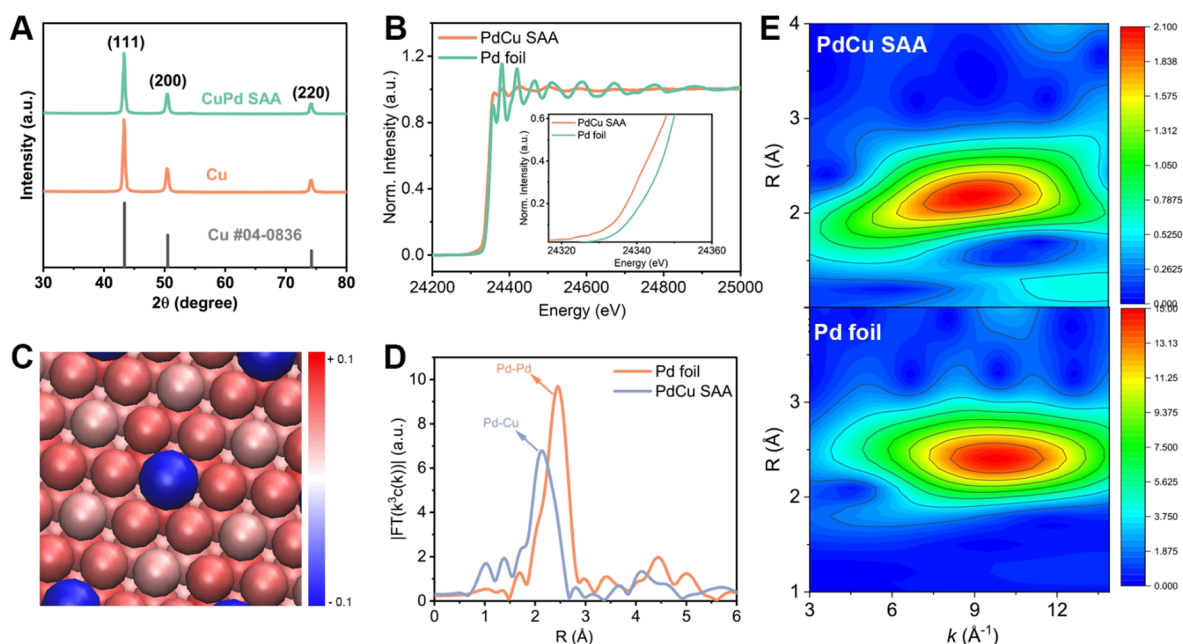 A
Intensity (a.u.)
(111)
(200)
(220)
CuPd SAA
Cu
Cu #04-0836
30 40 50 60 70 80
2θ (degree)
B
Norm. Intensity (a.u.)
PdCu SAA
Pd foil
1.2
0.8
0.4
0.0
24200 24400 24600 24800 25000
Energy (eV)
Norm. Intensity (a.u.)
PdCu SAA
Pd foil
0.6
0.4
0.2
24320 24340 24360
Energy (eV)
C
+ 0.1
- 0.1
D
|FT(k³c(k))| (a.u.)
Pd-Pd
Pd-Cu
Pd foil
PdCu SAA
10
8
6
4
2
0
0 1 2 3 4 5 6
R (Å)
E
PdCu SAA
R (Å)
4
3
2
2.100
1.838
1.575
1.313
1.050
0.7875
0.5250
0.2625
0.000
Pd foil
R (Å)
3
2
1
15.00
13.13
11.25
9.375
7.500
5.625
3.750
1.875
0.000
3 6 9 12
k (Å⁻¹)